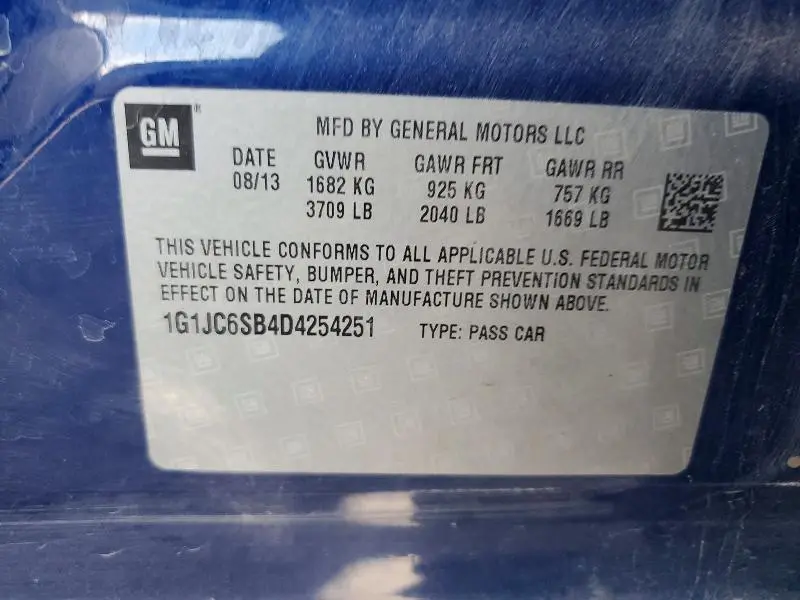 GM
MFD BY GENERAL MOTORS LLC
DATE GVWR GAWR FRT GAWR RR
08/13 1682 KG 925 KG 757 KG
3709 LB 2040 LB 1669 LB
THIS VEHICLE CONFORMS TO ALL APPLICABLE U.S. FEDERAL MOTOR
VEHICLE SAFETY, BUMPER, AND THEFT PREVENTION STANDARDS IN
EFFECT ON THE DATE OF MANUFACTURE SHOWN ABOVE.
1G1JC6SB4D4254251 TYPE: PASS CAR